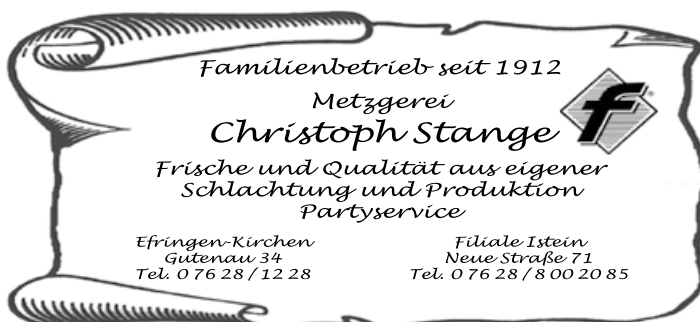 Familienbetrieb seit 1912
Metzgerei
Christoph Stange
f
®
Frische und Qualität aus eigener
Schlachtung und Produktion
Partyservice
Efringen-Kirchen
Gutenau 34
Tel. 0 76 28 / 12 28
Filiale Istein
Neue Straße 71
Tel. 0 76 28 / 8 00 20 85